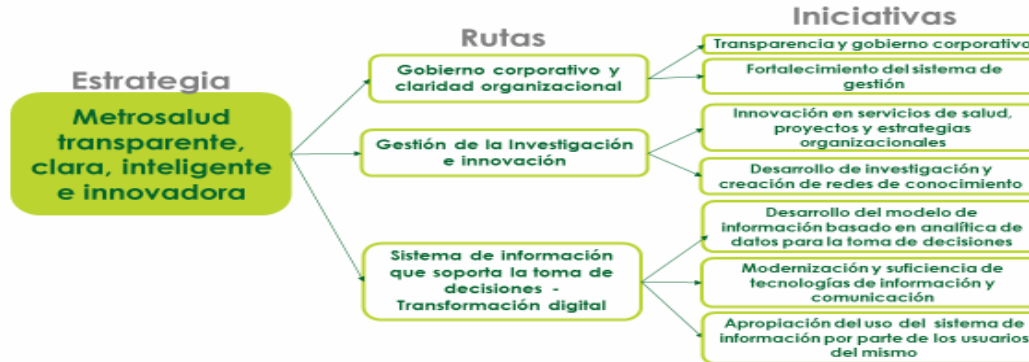 Estrategia
Metrosalud
transparente,
clara, inteligente
e innovadora
Rutas
Gobierno corporativo y
claridad organizacional
Gestión de la Investigación
e innovación
Sistema de información
que soporta la toma de
decisiones -
Transformación digital
Iniciativas
Transparencia y gobierno corporativo
Fortalecimiento del sistema de
gestión
Innovación en servicios de salud,
proyectos y estrategias
organizacionales
Desarrollo de investigación y
creación de redes de conocimiento
Desarrollo del modelo de
información basado en analítica de
datos para la toma de decisiones
Modernización y suficiencia de
tecnologías de información y
comunicación
Apropiación del uso del sistema de
información por parte de los usuarios
del mismo